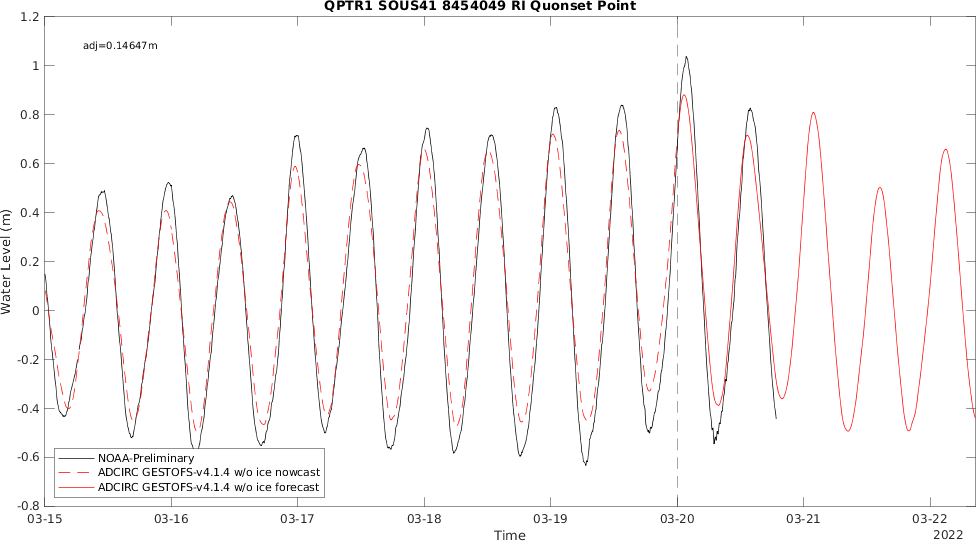 QPTR1 SOUS41 8454049 RI Quonset Point
1.2
adj=0.14647m
1
0.8
0.6
0.4
0.2
0
-0.2
-0.4
-0.6
-0.8
Water Level (m)
NOAA-Preliminary
ADCIRC GESTOFS-v4.1.4 w/o ice nowcast
ADCIRC GESTOFS-v4.1.4 w/o ice forecast
03-15 03-16 03-17 03-18 03-19 03-20 03-21 03-22
Time
2022